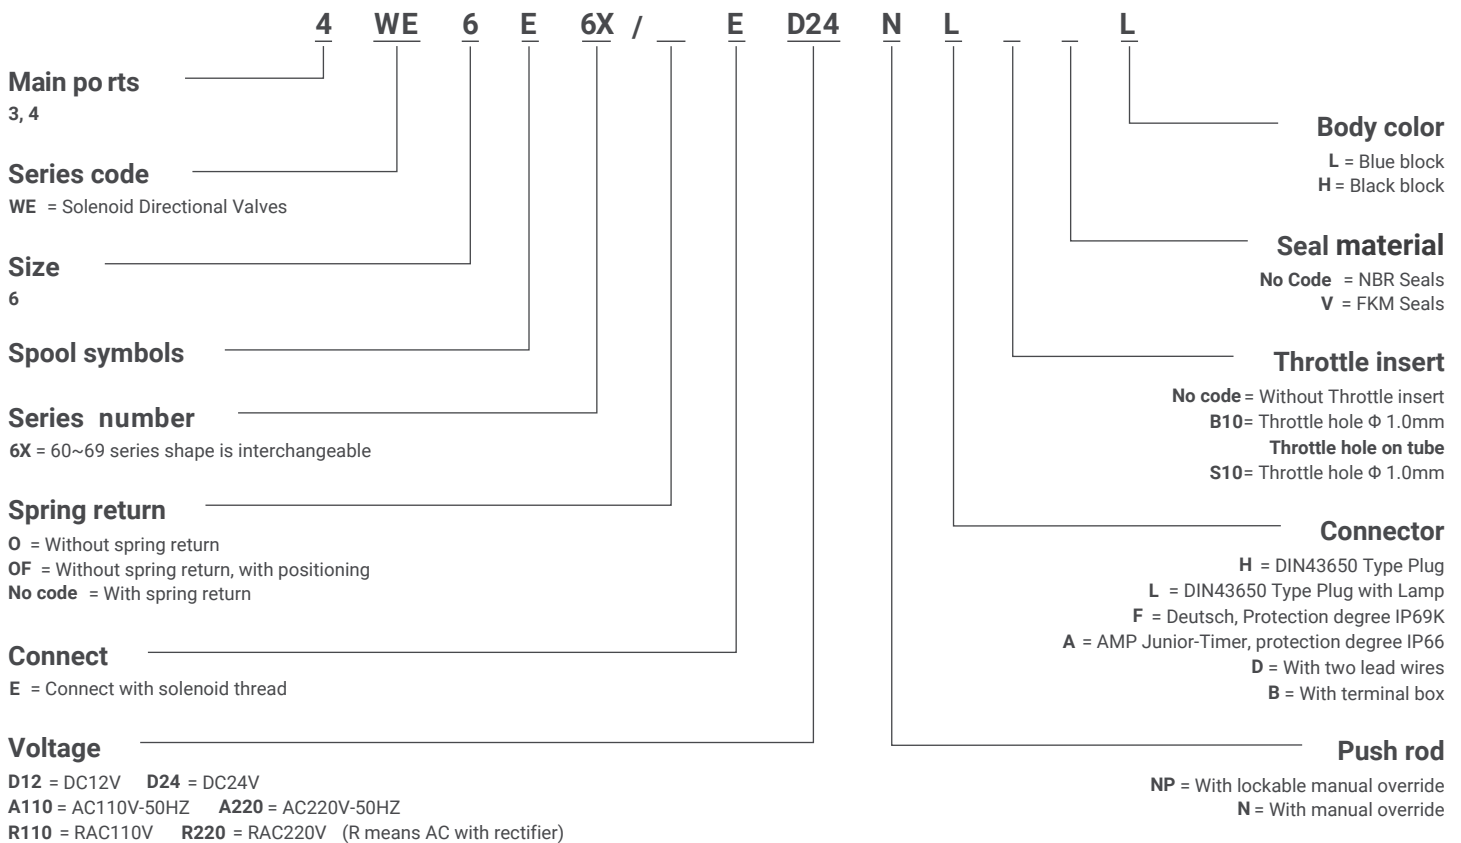 4 WE 6 E 6X / _ E D24 N L _ _ L
Main po rts
3, 4
Series code
WE = Solenoid Directional Valves
Size
6
Spool symbols
Series number
6X = 60~69 series shape is interchangeable
Spring return
O = Without spring return
OF = Without spring return, with positioning
No code = With spring return
Connect
E = Connect with solenoid thread
Voltage
D12 = DC12V D24 = DC24V
A110 = AC110V-50HZ A220 = AC220V-50HZ
R110 = RAC110V R220 = RAC220V (R means AC with rectifier)
Body color
L = Blue block
H = Black block
Seal material
No Code = NBR Seals
V = FKM Seals
Throttle insert
No code = Without Throttle insert
B10= Throttle hole Φ 1.0mm
Throttle hole on tube
S10= Throttle hole Φ 1.0mm
Connector
H = DIN43650 Type Plug
L = DIN43650 Type Plug with Lamp
F = Deutsch, Protection degree IP69K
A = AMP Junior-Timer, protection degree IP66
D = With two lead wires
B = With terminal box
Push rod
NP = With lockable manual override
N = With manual override